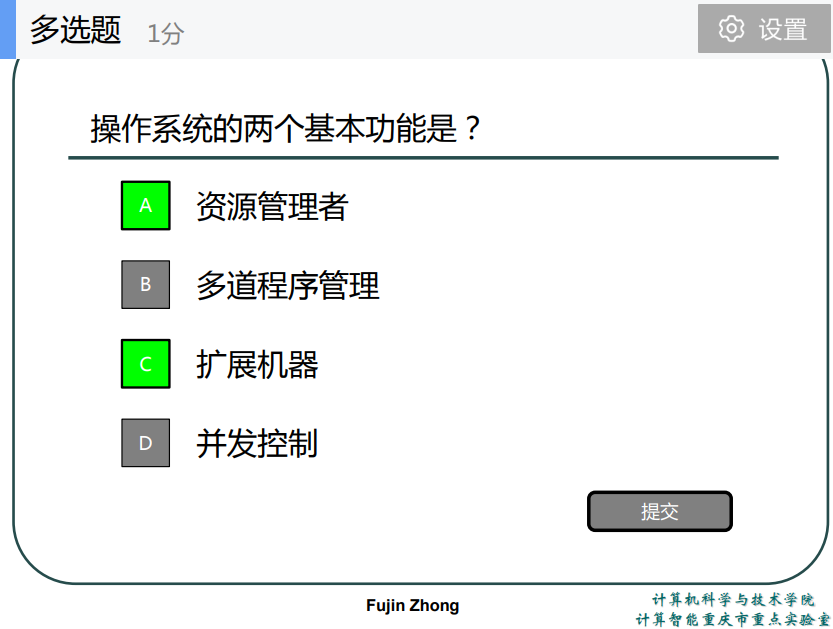 多选题 1分
设置
操作系统的两个基本功能是？
A 资源管理者
B 多道程序管理
C 扩展机器
D 并发控制
提交
Fujin Zhong
计算机科学与技术学院
计算智能重庆市重点实验室